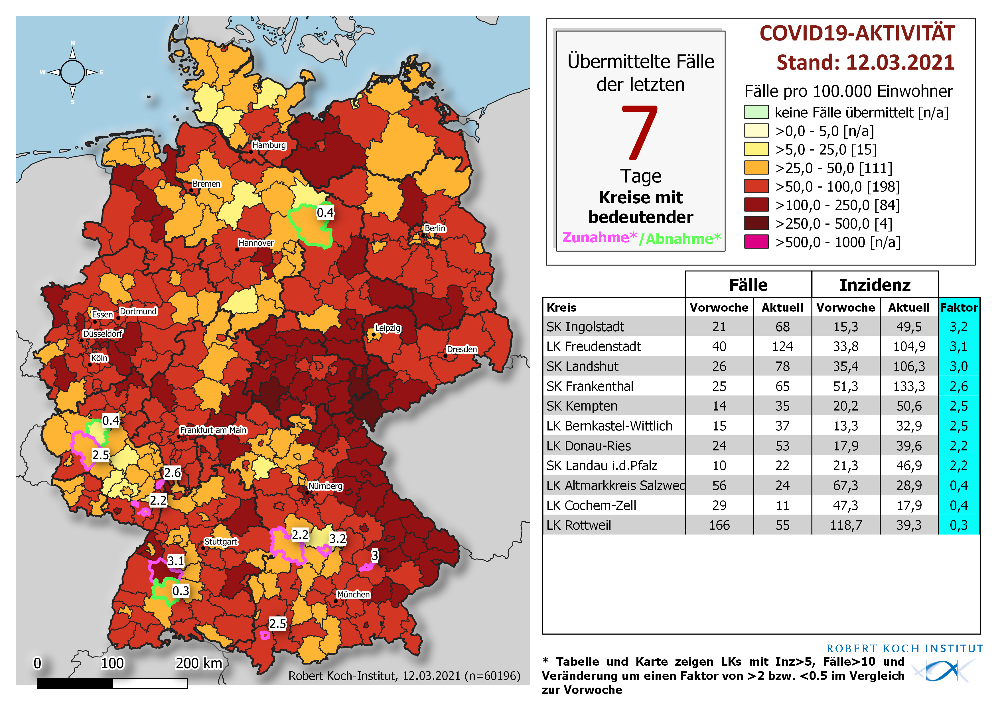 N
W
E
S
Hamburg
Bremen
0.4
Berlin
Hannover
Essen
Dortmund
Düsseldorf
Leipzig
Köln
Dresden
0.4
Frankfurt am Main
2.5
2.6
Nürnberg
2.2
2.2
3.2
Stuttgart
3.1
3
0.3
München
2.5
0 100 200 km
Robert Koch-Institut, 12.03.2021 (n=60196)
COVID19-AKTIVITÄT
Stand: 12.03.2021
Übermittelte Fälle
der letzten
7
Tage
Kreise mit
bedeutender
Zunahme*/Abnahme*
Fälle pro 100.000 Einwohner
keine Fälle übermittelt [n/a]
>0,0 - 5,0 [n/a]
>5,0 - 25,0 [15]
>25,0 - 50,0 [111]
>50,0 - 100,0 [198]
>100,0 - 250,0 [84]
>250,0 - 500,0 [4]
>500,0 - 1000 [n/a]
Fälle Inzidenz
Kreis Vorwoche Aktuell Vorwoche Aktuell Faktor
SK Ingolstadt 21 68 15,3 49,5 3,2
LK Freudenstadt 40 124 33,8 104,9 3,1
SK Landshut 26 78 35,4 106,3 3,0
SK Frankenthal 25 65 51,3 133,3 2,6
SK Kempten 14 35 20,2 50,6 2,5
LK Bernkastel-Wittlich 15 37 13,3 32,9 2,5
LK Donau-Ries 24 53 17,9 39,6 2,2
SK Landau i.d.Pfalz 10 22 21,3 46,9 2,2
LK Altmarkkreis Salzwed 56 24 67,3 28,9 0,4
LK Cochem-Zell 29 11 47,3 17,9 0,4
LK Rottweil 166 55 118,7 39,3 0,3
ROBERT KOCH INSTITUT
* Tabelle und Karte zeigen LKs mit Inz>5, Fälle>10 und
Veränderung um einen Faktor von >2 bzw. <0.5 im Vergleich
zur Vorwoche